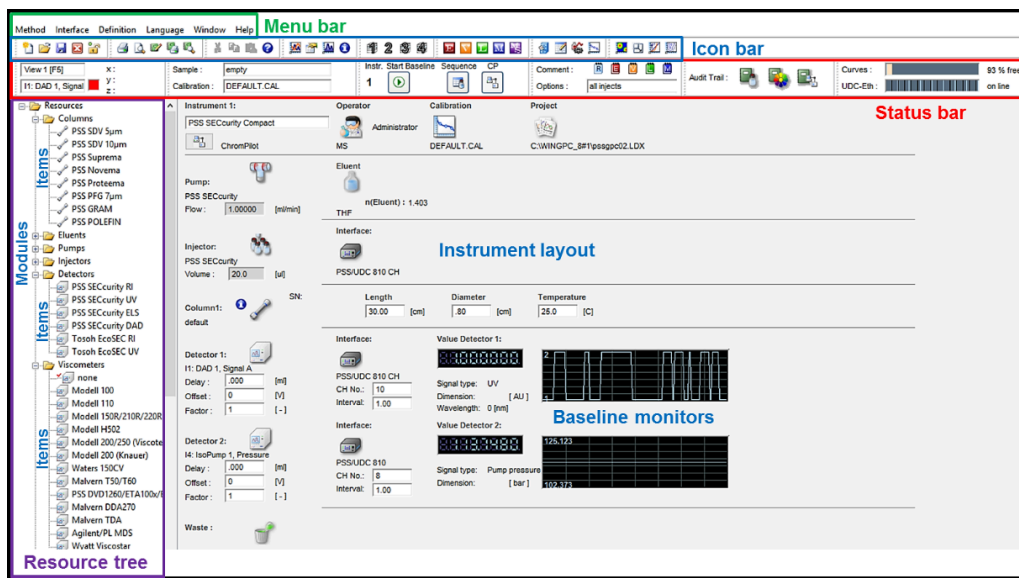 Method Interface Definition Language Window Help Menu bar
Icon bar
View 1 [F5] x : Sample : empty Instr. Start Baseline Sequence CP Comment : Curves : 93 % free
I1: DAD 1, Signal y : z : Calibration : DEFAULT.CAL 1 Options : all injects Audit Trail : UDC-Eth : on line
Status bar
Resources
Columns
PSS SDV 5µm
PSS SDV 10µm
PSS Suprema
PSS Novema
PSS Proteema
PSS PFG 7µm
PSS GRAM
PSS POLEFIN
Eluents
Pumps
Injectors
Detectors
PSS SECcurity RI
PSS SECcurity UV
PSS SECcurity ELS
PSS SECcurity DAD
Tosoh EcoSEC RI
Tosoh EcoSEC UV
Viscometers
none
Modell 100
Modell 110
Modell 150R/210R/220R
Modell H502
Modell 200/250 (Viscote
Modell 200 (Knauer)
Waters 150CV
Malvern T50/T60
PSS DVD1260/ETA100x/
Malvern DDA270
Malvern TDA
Agilent/PL MDS
Wyatt Viscostar
Modules
Items
Items
Items
Resource tree
Instrument 1: Operator Calibration Project
PSS SECcurity Compact Administrator
ChromPilot MS DEFAULT.CAL C:\WINGPC_8#1\pssgpc02.LDX
Eluent
Pump:
PSS SECcurity n(Eluent) : 1.403
Flow : 1.00000 [ml/min] THF
Interface:
Injector: Instrument layout
PSS SECcurity
Volume : 20.0 [ul] PSS/UDC 810 CH
SN: Length Diameter Temperature
Column1: 30.00 [cm] .80 [cm] 25.0 [C]
default
Interface: Value Detector 1:
Detector 1:
I1: DAD 1, Signal A PSS/UDC 810 CH
Delay : .000 [ml] CH No.: 10 Signal type: UV
Offset : 0 [V] Interval: 1.00 Dimension: [ AU ]
Factor : 1 [ - ] Wavelength: 0 [nm]
2
Baseline monitors
Interface: Value Detector 2:
Detector 2: 125.123
I4: IsoPump 1, Pressure PSS/UDC 810
Delay : .000 [ml] CH No.: 8 Signal type: Pump pressure
Offset : 0 [V] Interval: 1.00 Dimension: [ bar ] 102.373
Factor : 1 [ - ]
Waste :